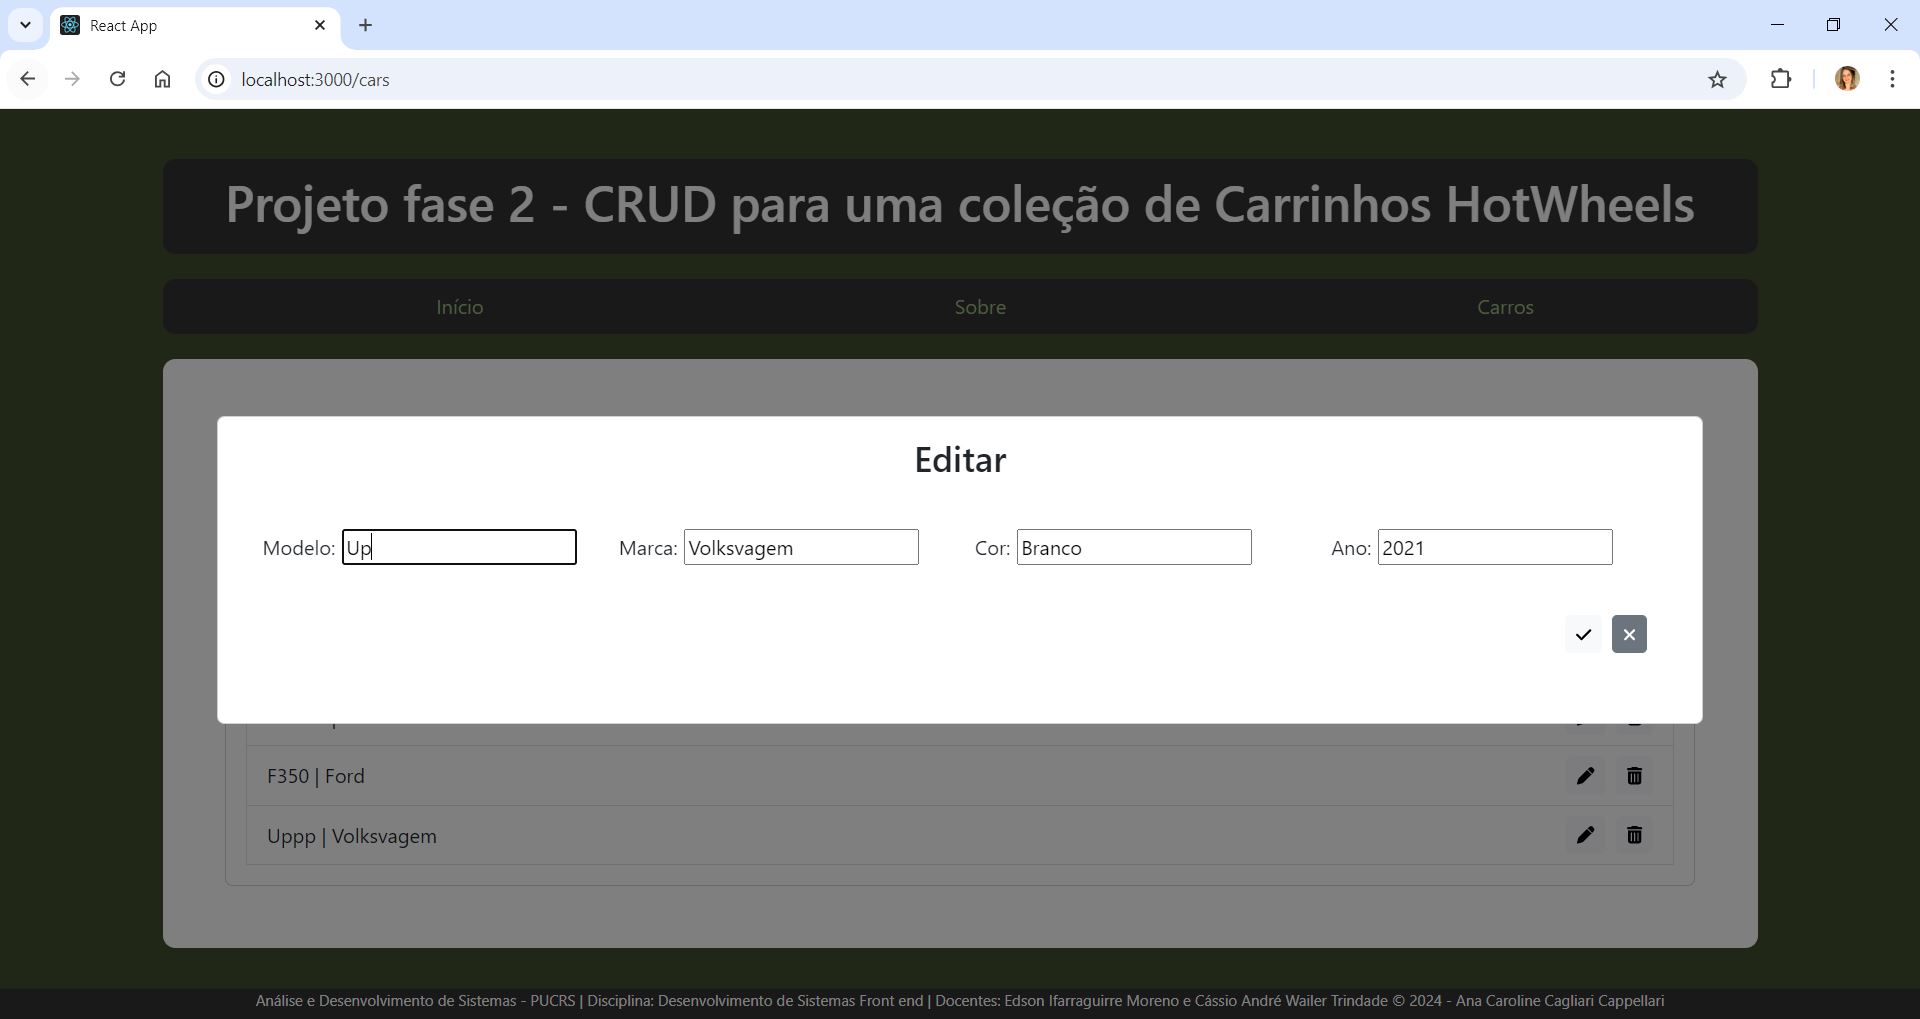 React App
localhost:3000/cars
Projeto fase 2 - CRUD para uma coleção de Carrinhos HotWheels
Início Sobre Carros
Editar
Modelo: Up Marca: Volksvagem Cor: Branco Ano: 2021
F350 | Ford
Uppp | Volksvagem
Análise e Desenvolvimento de Sistemas - PUCRS | Disciplina: Desenvolvimento de Sistemas Front end | Docentes: Edson Ifarraguirre Moreno e Cássio André Wailer Trindade © 2024 - Ana Caroline Cagliari Cappellari